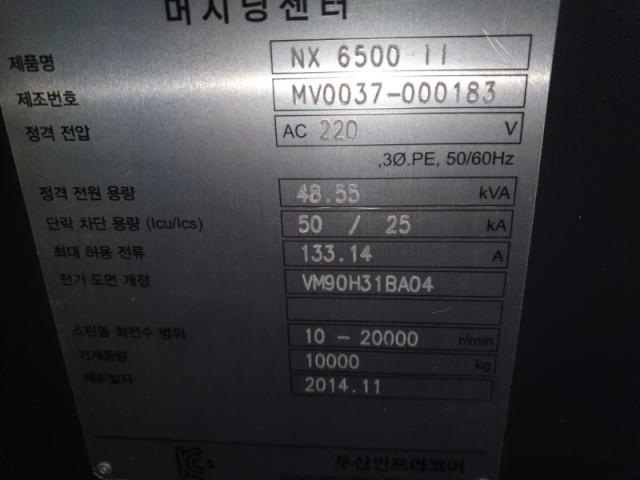 머시닝센터
제품명 NX 6500 II
제조번호 MV0037-000183
정격 전압 AC 220 V
,3Ø.PE, 50/60Hz
정격 전원 용량 48.55 kVA
단락 차단 용량 (Icu/Ics) 50 / 25 kA
최대 허용 전류 133.14 A
전기 도면 개정 VM90H31BA04
스핀들 회전수 범위 10 - 20000 r/min
기계중량 10000 kg
제조일자 2014.11
KCs 두산인프라코어